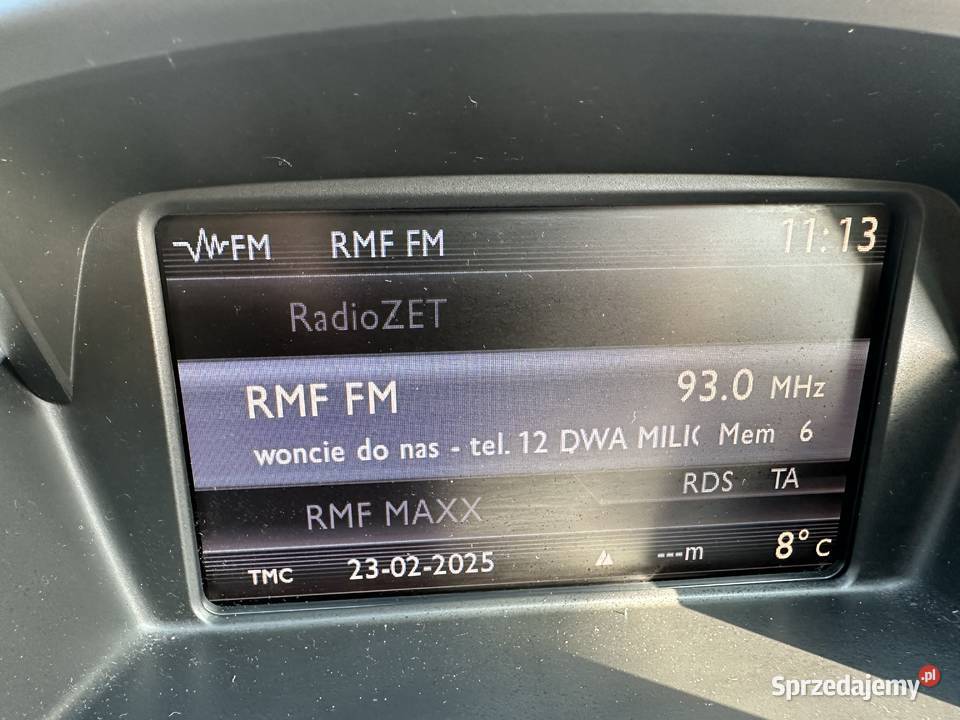 FM RMF FM 11:13
RadioZET
RMF FM 93.0 MHz
woncie do nas - tel. 12 DWA MILI Mem 6
RDS TA
RMF MAXX
TMC 23-02-2025 ---m 8° C
Sprzedajemy.pl